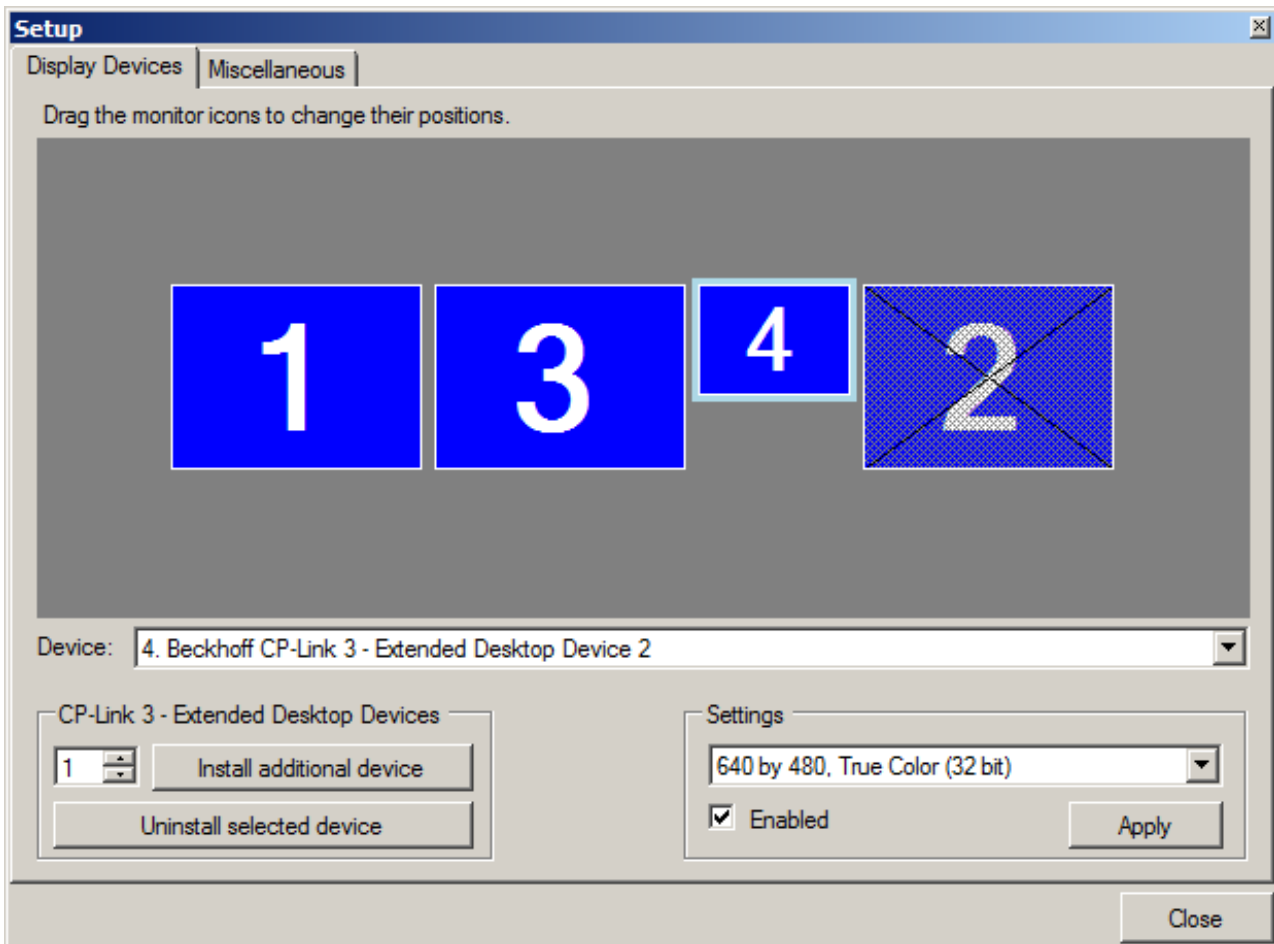 Setup
Display Devices Miscellaneous
Drag the monitor icons to change their positions.
1 3 4 2
Device: 4. Beckhoff CP-Link 3 - Extended Desktop Device 2
CP-Link 3 - Extended Desktop Devices
1 Install additional device
Uninstall selected device
Settings
640 by 480, True Color (32 bit)
Enabled Apply
Close